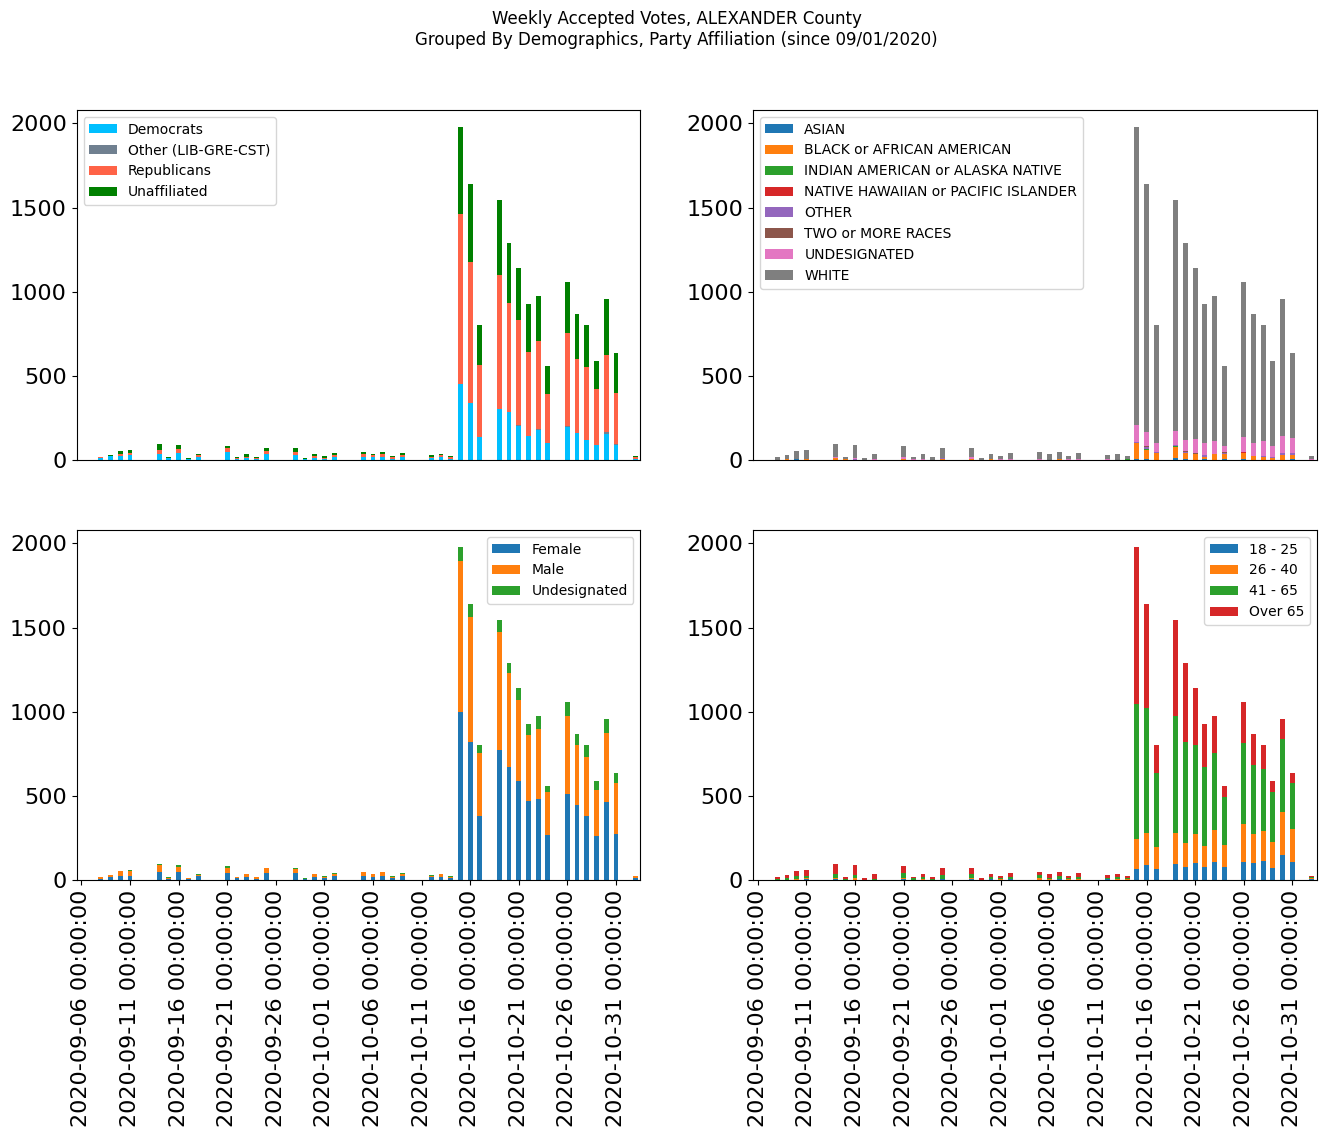 Weekly Accepted Votes, ALEXANDER County
Grouped By Demographics, Party Affiliation (since 09/01/2020)
2000
1500
1000
500
0
Democrats
Other (LIB-GRE-CST)
Republicans
Unaffiliated
2000
1500
1000
500
0
ASIAN
BLACK or AFRICAN AMERICAN
INDIAN AMERICAN or ALASKA NATIVE
NATIVE HAWAIIAN or PACIFIC ISLANDER
OTHER
TWO or MORE RACES
UNDESIGNATED
WHITE
2000
1500
1000
500
0
Female
Male
Undesignated
2020-09-06 00:00:00
2020-09-11 00:00:00
2020-09-16 00:00:00
2020-09-21 00:00:00
2020-09-26 00:00:00
2020-10-01 00:00:00
2020-10-06 00:00:00
2020-10-11 00:00:00
2020-10-16 00:00:00
2020-10-21 00:00:00
2020-10-26 00:00:00
2020-10-31 00:00:00
2000
1500
1000
500
0
18 - 25
26 - 40
41 - 65
Over 65
2020-09-06 00:00:00
2020-09-11 00:00:00
2020-09-16 00:00:00
2020-09-21 00:00:00
2020-09-26 00:00:00
2020-10-01 00:00:00
2020-10-06 00:00:00
2020-10-11 00:00:00
2020-10-16 00:00:00
2020-10-21 00:00:00
2020-10-26 00:00:00
2020-10-31 00:00:00